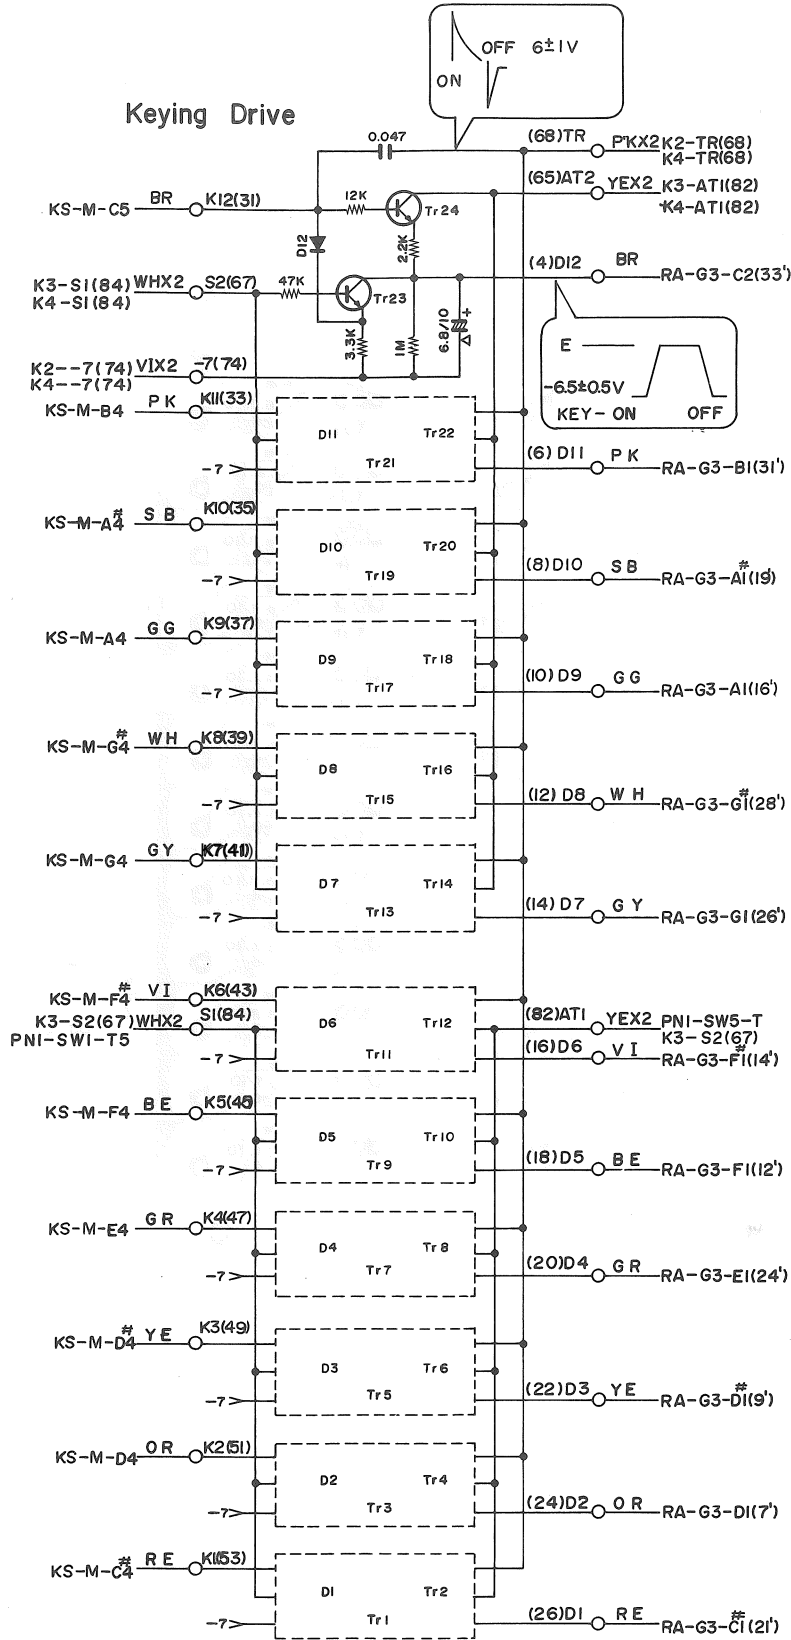 OFF 6±1V
ON
Keying Drive
0.047
(68)TR PKX2 K2-TR(68)
K4-TR(68)
(65)AT2 YEX2 K3-AT1(82)
K4-AT1(82)
KS-M-C5 BR K12(31) 12K Tr24
D12 2.2K
(4)D12 BR RA-G3-C2(33')
K3-S1(84) WHX2 S2(67) 47K Tr23
K4-S1(84)
3.3K 1M 6.8/10 + △
E
-6.5±0.5V
KEY-ON OFF
K2--7(74) VIX2 -7(74)
K4--7(74)
KS-M-B4 PK K11(33)
D11 Tr22
-7 Tr21 (6)D11 PK RA-G3-B1(31')
KS-M-A#4 SB K10(35)
D10 Tr20
-7 Tr19 (8)D10 SB RA-G3-A#1(19')
KS-M-A4 GG K9(37)
D9 Tr18
-7 Tr17 (10)D9 GG RA-G3-A1(16')
KS-M-G#4 WH K8(39)
D8 Tr16
-7 Tr15 (12)D8 WH RA-G3-G#1(28')
KS-M-G4 GY K7(41)
D7 Tr14
-7 Tr13 (14)D7 GY RA-G3-G1(26')
KS-M-F#4 VI K6(43)
K3-S2(67) WHX2 S1(84) D6 Tr12 (82)AT1 YEX2 PN1-SW5-T
PN1-SW1-T5 K3-S2(67)
-7 Tr11 (16)D6 VI RA-G3-F#1(14')
KS-M-F4 BE K5(45)
D5 Tr10
-7 Tr9 (18)D5 BE RA-G3-F1(12')
KS-M-E4 GR K4(47)
D4 Tr8
-7 Tr7 (20)D4 GR RA-G3-E1(24')
KS-M-D#4 YE K3(49)
D3 Tr6
-7 Tr5 (22)D3 YE RA-G3-D#1(9')
KS-M-D4 OR K2(51)
D2 Tr4
-7 Tr3 (24)D2 OR RA-G3-D1(7')
KS-M-C#4 RE K1(53)
D1 Tr2
-7 Tr1 (26)D1 RE RA-G3-C#1(21')